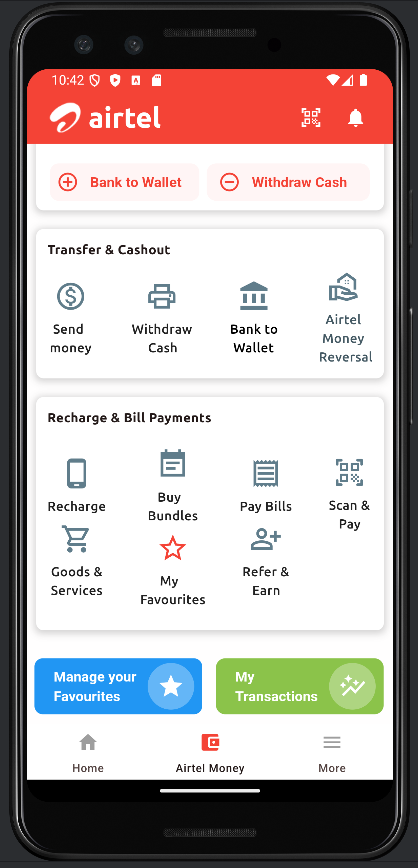 10:42
airtel
Bank to Wallet
Withdraw Cash
Transfer & Cashout
Send
money
Withdraw
Cash
Bank to
Wallet
Airtel
Money
Reversal
Recharge & Bill Payments
Recharge
Buy
Bundles
Pay Bills
Scan &
Pay
Goods &
Services
My
Favourites
Refer &
Earn
Manage your
Favourites
My
Transactions
Home
Airtel Money
More